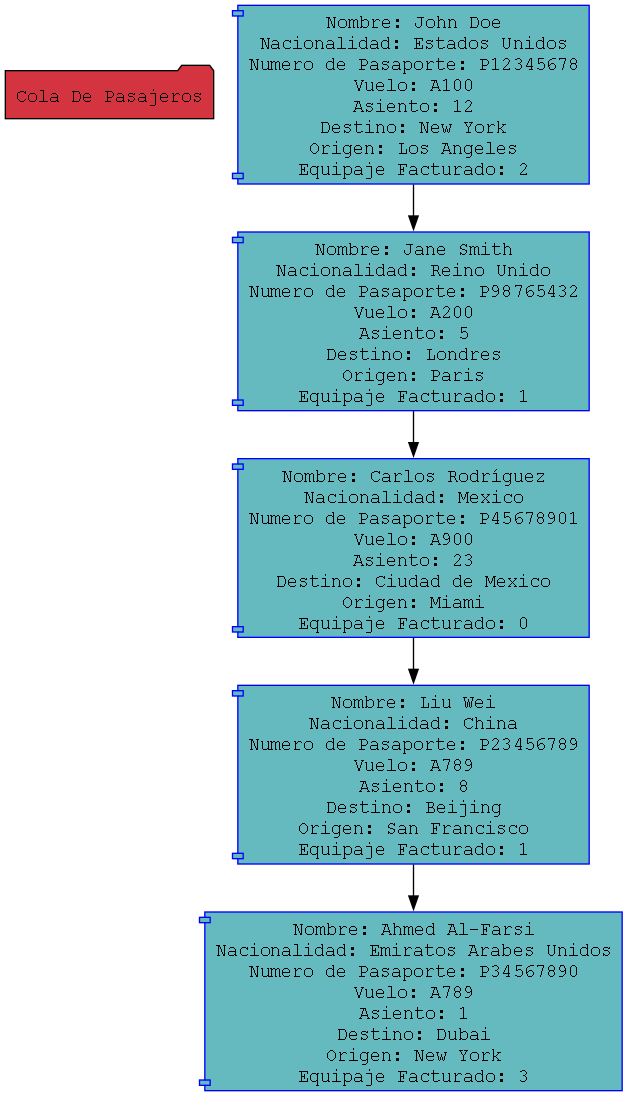 Cola De Pasajeros
Nombre: John Doe
Nacionalidad: Estados Unidos
Numero de Pasaporte: P12345678
Vuelo: A100
Asiento: 12
Destino: New York
Origen: Los Angeles
Equipaje Facturado: 2
Nombre: Jane Smith
Nacionalidad: Reino Unido
Numero de Pasaporte: P98765432
Vuelo: A200
Asiento: 5
Destino: Londres
Origen: Paris
Equipaje Facturado: 1
Nombre: Carlos Rodríguez
Nacionalidad: Mexico
Numero de Pasaporte: P45678901
Vuelo: A900
Asiento: 23
Destino: Ciudad de Mexico
Origen: Miami
Equipaje Facturado: 0
Nombre: Liu Wei
Nacionalidad: China
Numero de Pasaporte: P23456789
Vuelo: A789
Asiento: 8
Destino: Beijing
Origen: San Francisco
Equipaje Facturado: 1
Nombre: Ahmed Al-Farsi
Nacionalidad: Emiratos Arabes Unidos
Numero de Pasaporte: P34567890
Vuelo: A789
Asiento: 1
Destino: Dubai
Origen: New York
Equipaje Facturado: 3